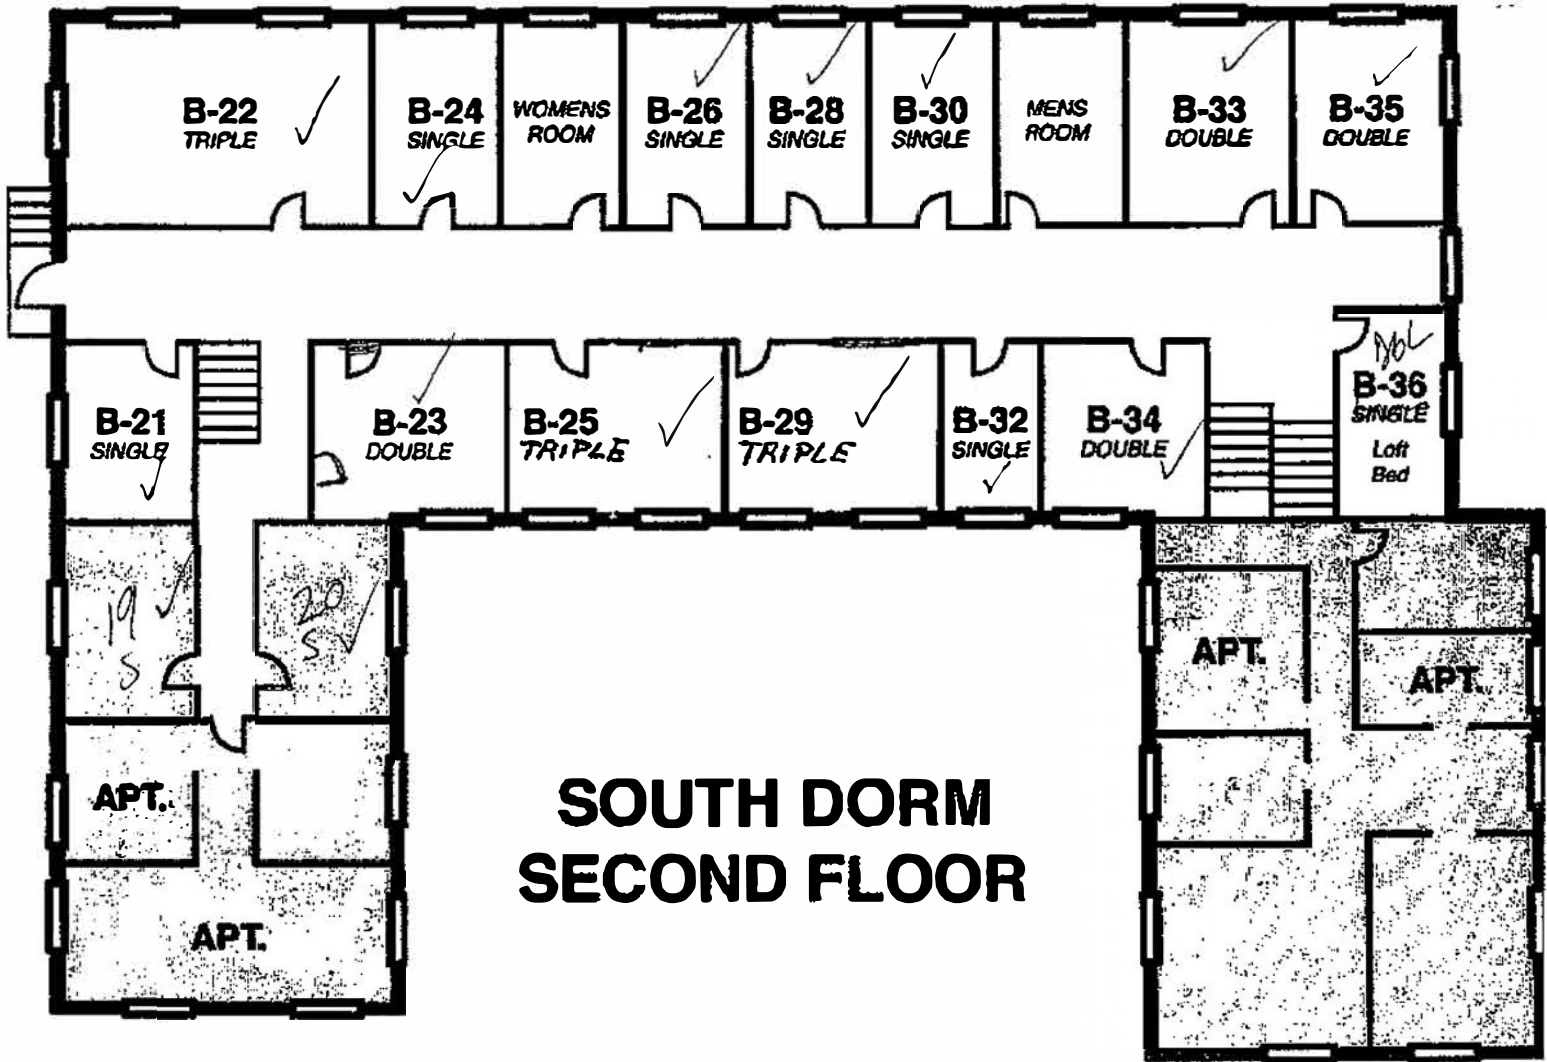 B-22
TRIPLE
B-24
SINGLE
WOMENS
ROOM
B-26
SINGLE
B-28
SINGLE
B-30
SINGLE
MENS
ROOM
B-33
DOUBLE
B-35
DOUBLE
B-21
SINGLE
B-23
DOUBLE
B-25
TRIPLE
B-29
TRIPLE
B-32
SINGLE
B-34
DOUBLE
DbL
B-36
SINGLE
Loft
Bed
19
S
20
S
APT.
APT.
APT.
APT.
SOUTH DORM
SECOND FLOOR